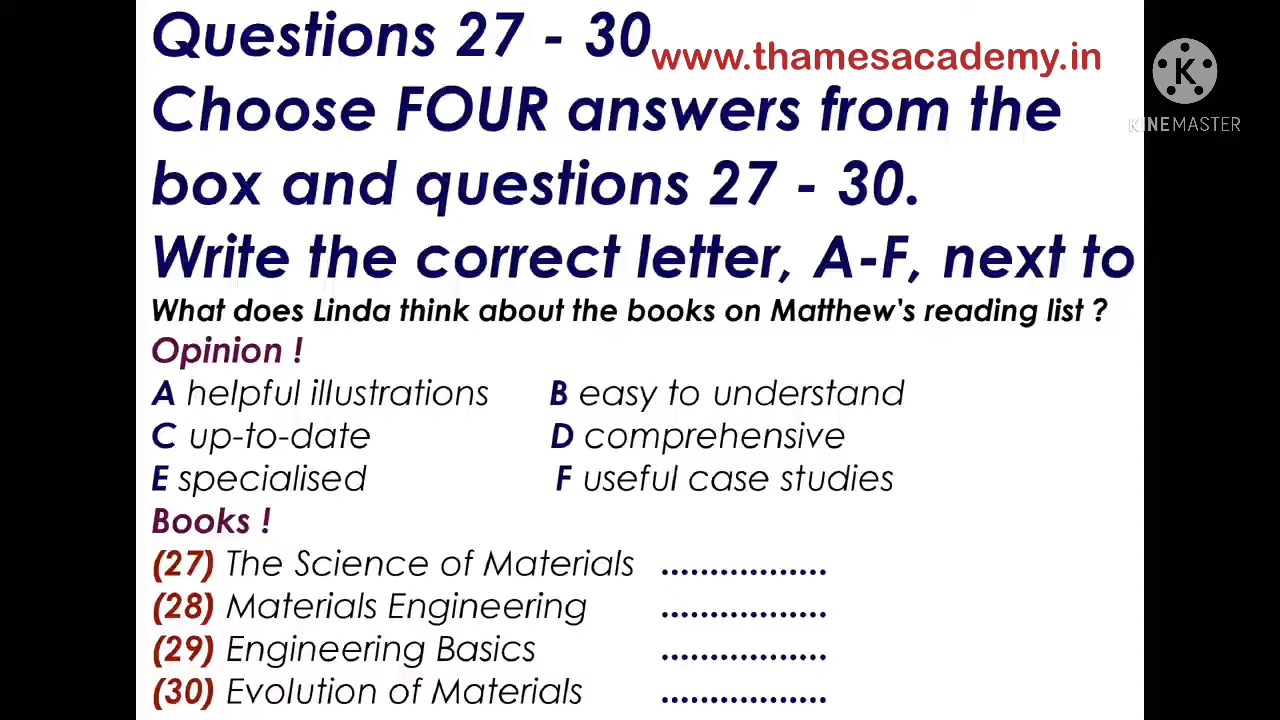 Questions 27 - 30
www.thamesacademy.in
K
KINEMASTER
Choose FOUR answers from the
box and questions 27 - 30.
Write the correct letter, A-F, next to
What does Linda think about the books on Matthew's reading list ?
Opinion !
A helpful illustrations B easy to understand
C up-to-date D comprehensive
E specialised F useful case studies
Books !
(27) The Science of Materials .................
(28) Materials Engineering .................
(29) Engineering Basics .................
(30) Evolution of Materials .................